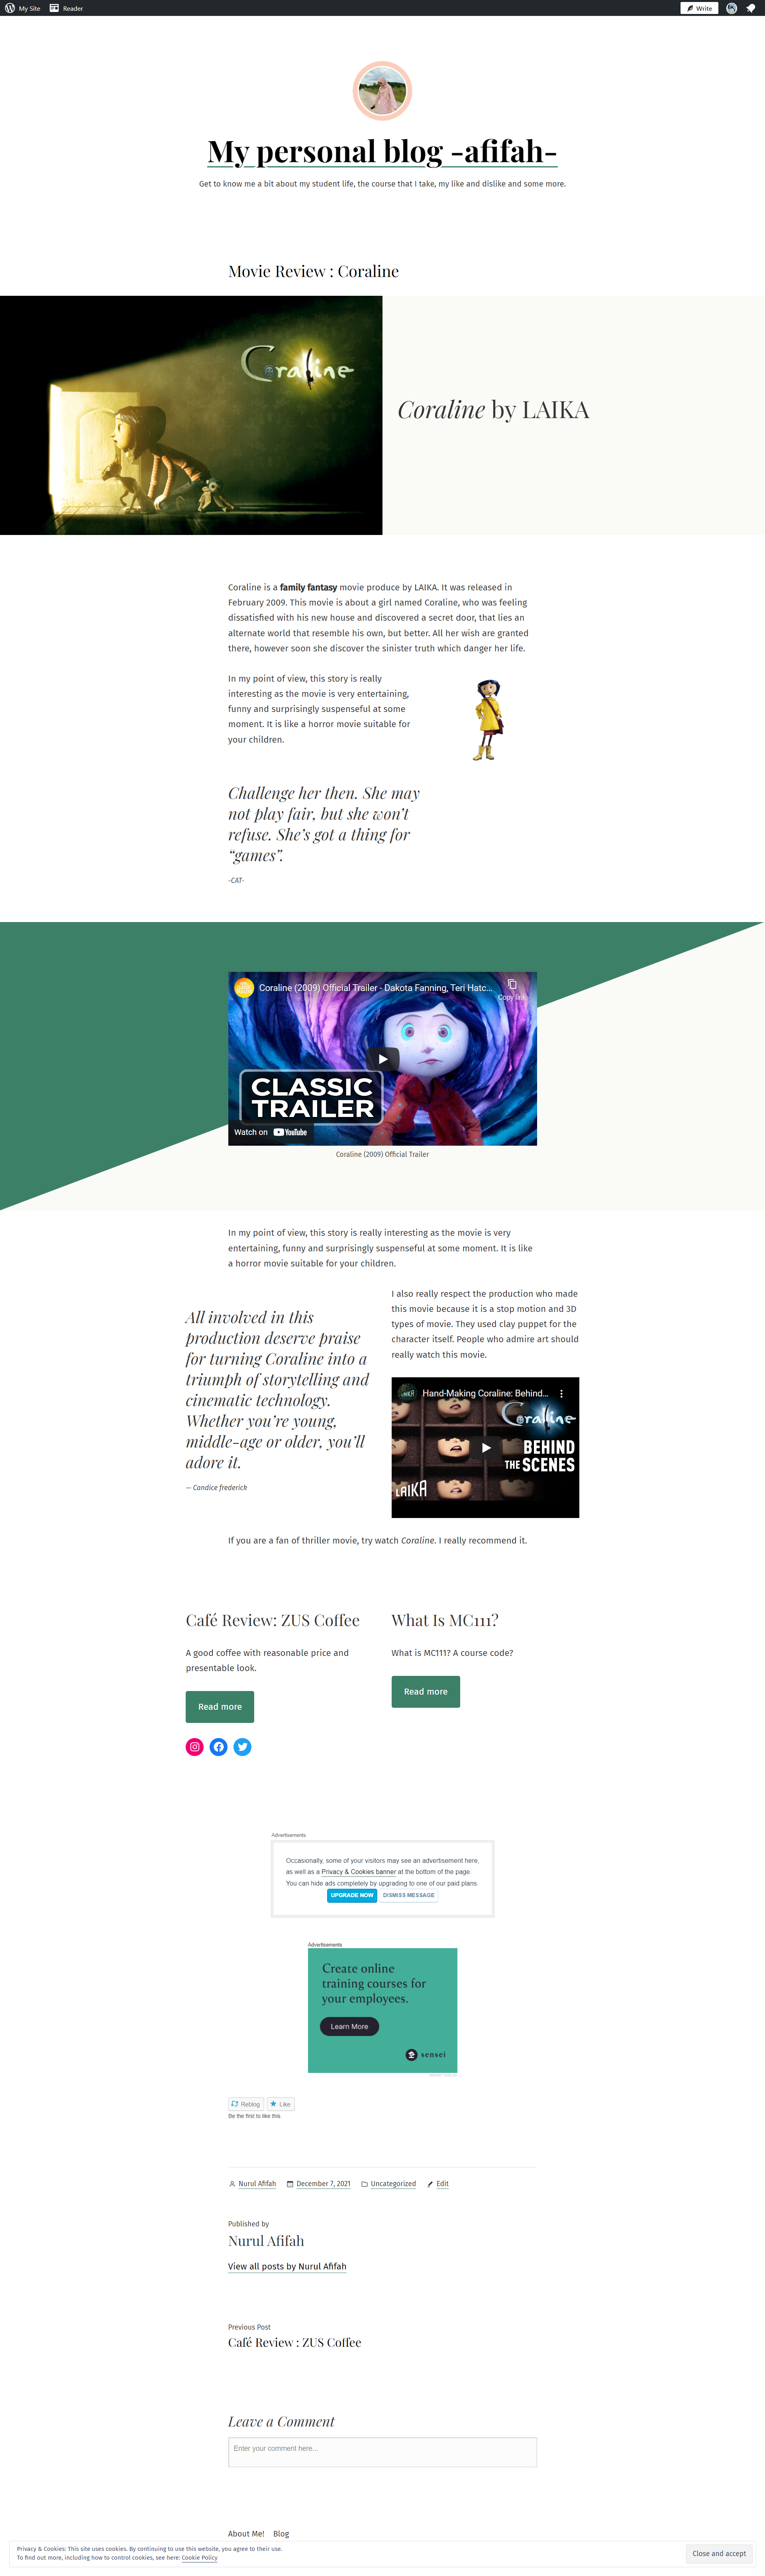 My Site Reader Write
My personal blog -afifah-
Get to know me a bit about my student life, the course that I take, my like and dislike and some more.
Movie Review : Coraline
Coraline
Coraline by LAIKA
Coraline is a family fantasy movie produce by LAIKA. It was released in
February 2009. This movie is about a girl named Coraline, who was feeling
dissatisfied with his new house and discovered a secret door, that lies an
alternate world that resemble his own, but better. All her wish are granted
there, however soon she discover the sinister truth which danger her life.
In my point of view, this story is really
interesting as the movie is very entertaining,
funny and surprisingly suspenseful at some
moment. It is like a horror movie suitable for
your children.
Challenge her then. She may
not play fair, but she won’t
refuse. She’s got a thing for
“games”.
-CAT-
Coraline (2009) Official Trailer - Dakota Fanning, Teri Hatc...
Copy link
CLASSIC
TRAILER
Watch on YouTube
Coraline (2009) Official Trailer
In my point of view, this story is really interesting as the movie is very
entertaining, funny and surprisingly suspenseful at some moment. It is like
a horror movie suitable for your children.
All involved in this
production deserve praise
for turning Coraline into a
triumph of storytelling and
cinematic technology.
Whether you’re young,
middle-age or older, you’ll
adore it.
— Candice frederick
I also really respect the production who made
this movie because it is a stop motion and 3D
types of movie. They used clay puppet for the
character itself. People who admire art should
really watch this movie.
Hand-Making Coraline: Behind...
Coraline
BEHIND
THE SCENES
LAIKA
If you are a fan of thriller movie, try watch Coraline. I really recommend it.
Café Review: ZUS Coffee
A good coffee with reasonable price and
presentable look.
Read more
What Is MC111?
What is MC111? A course code?
Read more
Advertisements
Occasionally, some of your visitors may see an advertisement here,
as well as a Privacy & Cookies banner at the bottom of the page.
You can hide ads completely by upgrading to one of our paid plans.
UPGRADE NOW DISMISS MESSAGE
Advertisements
Create online
training courses for
your employees.
Learn More
sensei
Reblog Like
Be the first to like this.
Nurul Afifah December 7, 2021 Uncategorized Edit
Published by
Nurul Afifah
View all posts by Nurul Afifah
Previous Post
Café Review : ZUS Coffee
Leave a Comment
Enter your comment here...
About Me! Blog
Privacy & Cookies: This site uses cookies. By continuing to use this website, you agree to their use.
To find out more, including how to control cookies, see here: Cookie Policy
Close and accept